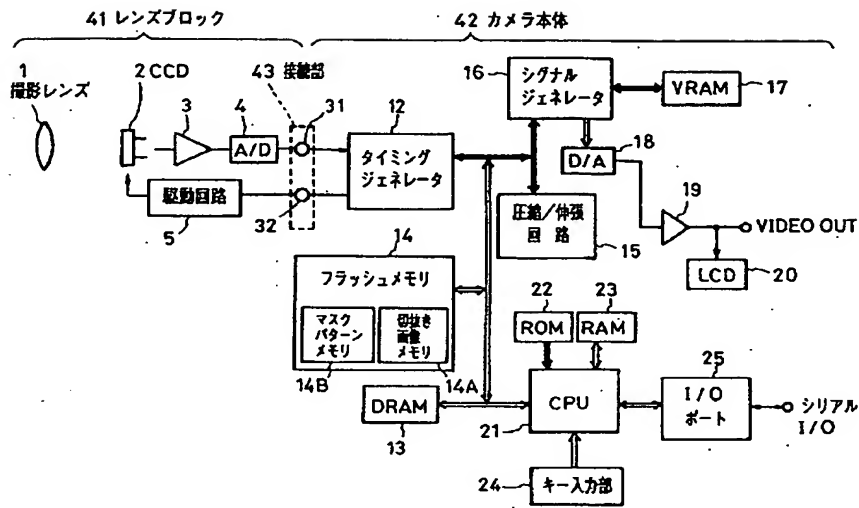 41 レンズブロック
42 カメラ本体
1
撮影レンズ
2 CCD
3
4
A/D
43 接続部
31
32
駆動回路
5
12
タイミング
ジェネレータ
16
シグナル
ジェネレータ
VRAM
17
D/A
18
圧縮/伸張
回路
15
19
VIDEO OUT
LCD
20
14
フラッシュメモリ
マスク
パターン
メモリ
14B
切抜き
画像
メモリ
14A
DRAM
13
22
ROM
23
RAM
CPU
21
25
I/O
ポート
シリアル
I/O
24
キー入力部